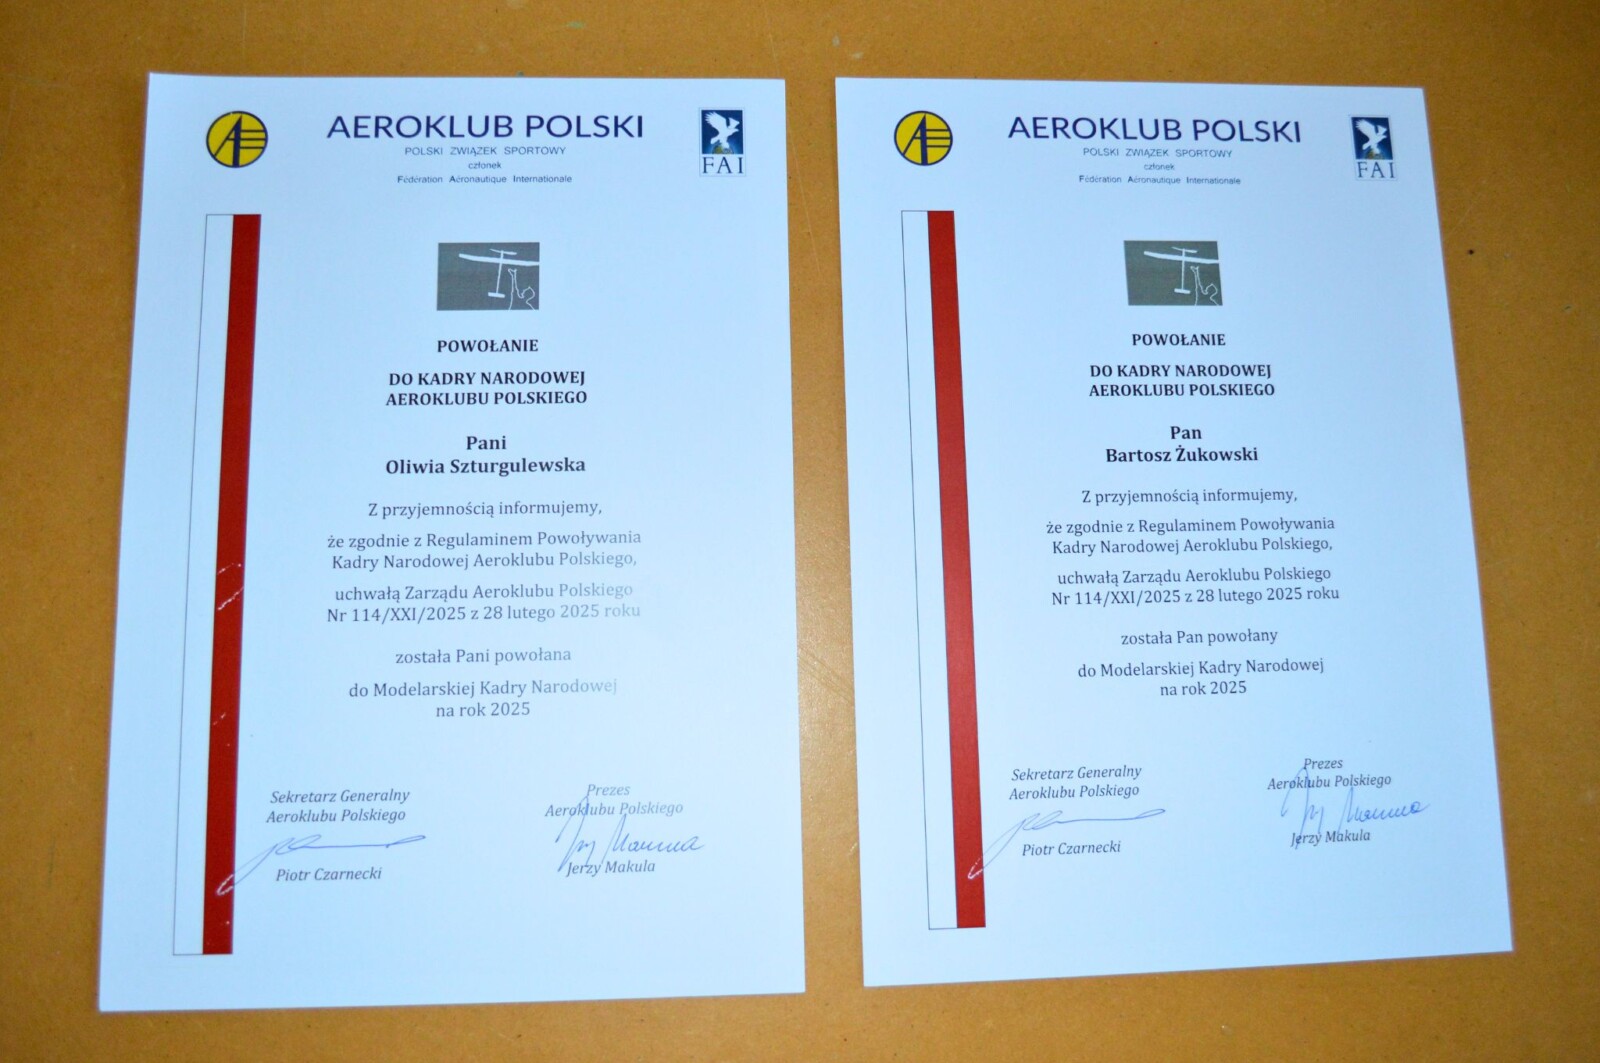 AEROKLUB POLSKI
POLSKI ZWIĄZEK SPORTOWY
członek
Fédération Aéronautique Internationale
FAI
POWOŁANIE
DO KADRY NARODOWEJ
AEROKLUBU POLSKIEGO
Pani
Oliwia Szturgulewska
Z przyjemnością informujemy,
że zgodnie z Regulaminem Powoływania
Kadry Narodowej Aeroklubu Polskiego,
uchwałą Zarządu Aeroklubu Polskiego
Nr 114/XXI/2025 z 28 lutego 2025 roku
została Pani powołana
do Modelarskiej Kadry Narodowej
na rok 2025
Sekretarz Generalny
Aeroklubu Polskiego
Piotr Czarnecki
Prezes
Aeroklubu Polskiego
Jerzy Makula
AEROKLUB POLSKI
POLSKI ZWIĄZEK SPORTOWY
członek
Fédération Aéronautique Internationale
FAI
POWOŁANIE
DO KADRY NARODOWEJ
AEROKLUBU POLSKIEGO
Pan
Bartosz Żukowski
Z przyjemnością informujemy,
że zgodnie z Regulaminem Powoływania
Kadry Narodowej Aeroklubu Polskiego,
uchwałą Zarządu Aeroklubu Polskiego
Nr 114/XXI/2025 z 28 lutego 2025 roku
została Pan powołany
do Modelarskiej Kadry Narodowej
na rok 2025
Sekretarz Generalny
Aeroklubu Polskiego
Piotr Czarnecki
Prezes
Aeroklubu Polskiego
Jerzy Makula